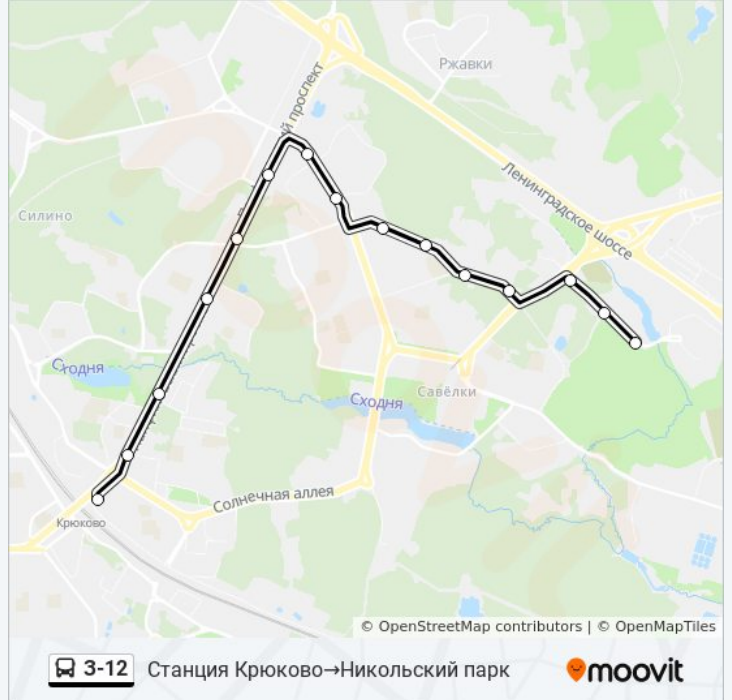 Ржавки
й проспект
Ленинградское шоссе
Силино
Сходня
Савёлки
Сходня
Солнечная аллея
Крюково
© OpenStreetMap contributors | © OpenMapTiles
3-12 Станция Крюково→Никольский парк moovit